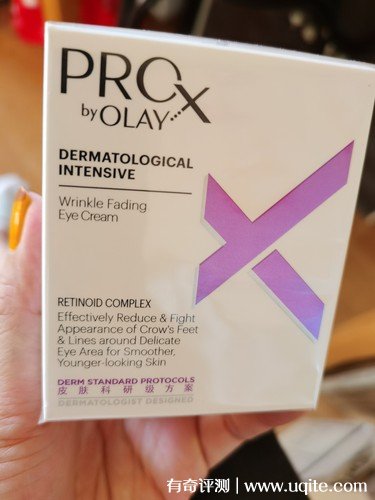 PROX
by OLAY
DERMATOLOGICAL
INTENSIVE
Wrinkle Fading
Eye Cream
RETINOID COMPLEX
Effectively Reduce & Fight
Appearance of Crow's Feet
& Lines around Delicate
Eye Area for Smoother,
Younger-looking Skin
DERM STANDARD PROTOCOLS
皮肤科研级方案
DERMATOLOGIST DESIGNED
有奇评测 | www.uqite.com